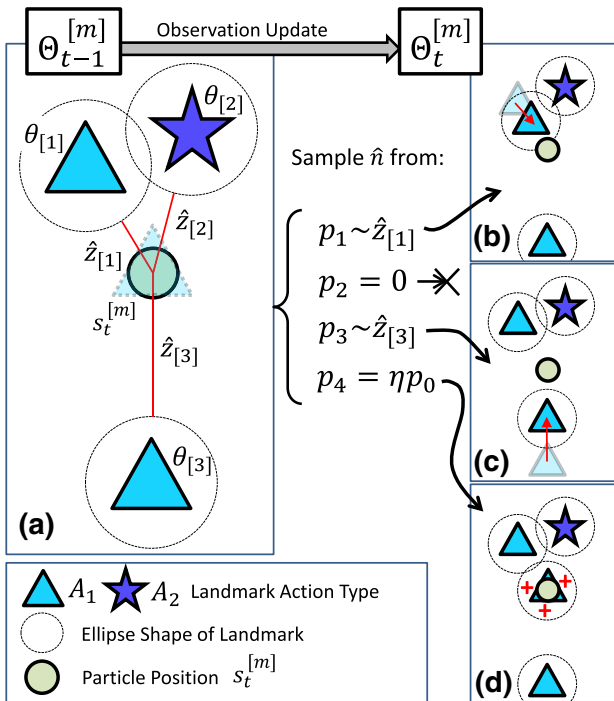 Θ_{t-1}^{[m]} Observation Update Θ_t^{[m]}
θ_{[1]} θ_{[2]}
ẑ_{[1]} ẑ_{[2]}
s_t^{[m]}
ẑ_{[3]}
θ_{[3]}
(a)
Sample n̂ from:
p_1~ẑ_{[1]}
p_2 = 0
p_3~ẑ_{[3]}
p_4 = ηp_0
(b)
(c)
+ + +
(d)
A_1 A_2 Landmark Action Type
Ellipse Shape of Landmark
Particle Position s_t^{[m]}